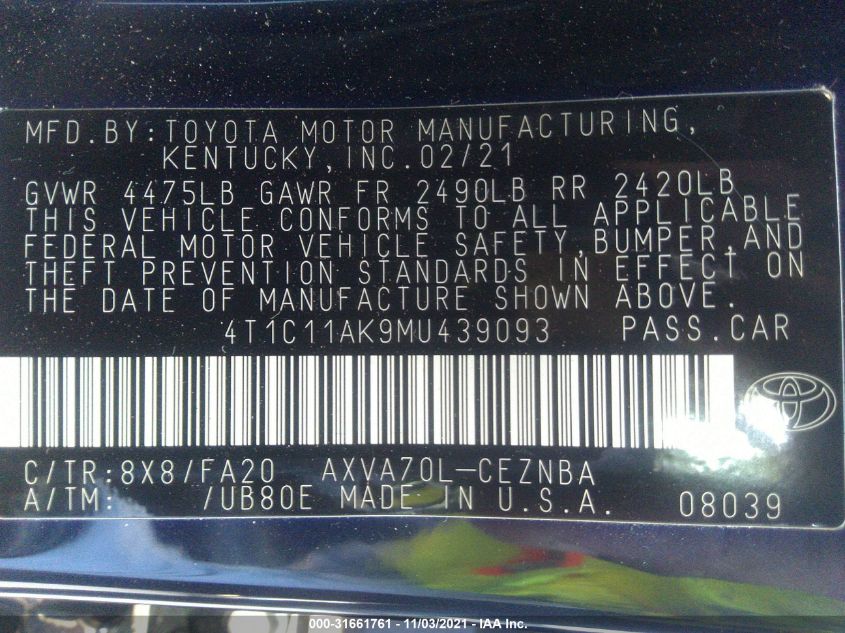 MFD.BY:TOYOTA MOTOR MANUFACTURING,
KENTUCKY,INC.02/21
GVWR 4475LB GAWR FR 2490LB RR 2420LB
THIS VEHICLE CONFORMS TO ALL APPLICABLE
FEDERAL MOTOR VEHICLE SAFETY,BUMPER,AND
THEFT PREVENTION STANDARDS IN EFFECT ON
THE DATE OF MANUFACTURE SHOWN ABOVE.
4T1C11AK9MU439093 PASS.CAR
C/TR:8X8/FA20 AXVA70L-CEZNBA
A/TM: /UB80E MADE IN U.S.A. 08039
000-31661761 - 11/03/2021 - IAA Inc.